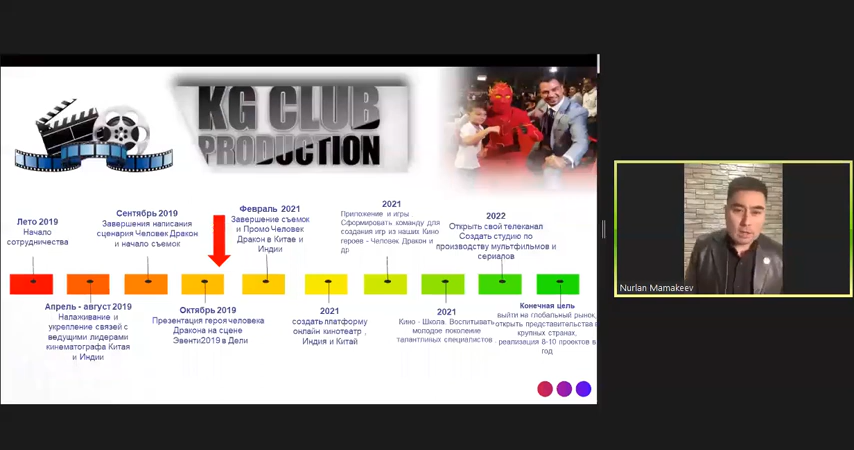 KG CLUB
PRODUCTION
Лето 2019
Начало
сотрудничества
Апрель - август 2019
Налаживание и
укрепление связей с
ведущими лидерами
кинематографа Китая
и Индии
Сентябрь 2019
Завершения написания
сценария Человек Дракон
и начало съемок
Октябрь 2019
Презентация героя человека
Дракона на сцене
Эвенти2019 в Дели
Февраль 2021
Завершение съемок
и Промо Человек
Дракон в Китае и
Индии
2021
создать платформу
онлайн кинотеатр ,
Индия и Китай
2021
Приложение и игры
Сформировать команду для
создания игр из наших Кино
героев - Человек Дракон и
др
2021
Кино - Школа. Воспитывать
молодое поколение
талантливых специалистов
2022
Открыть свой телеканал
Создать студию по
производству мультфильмов и
сериалов
Конечная цель
выйти на глобальный рынок,
открыть представительства в
крупных странах,
реализация 8-10 проектов в
год
Nurlan Mamakeev